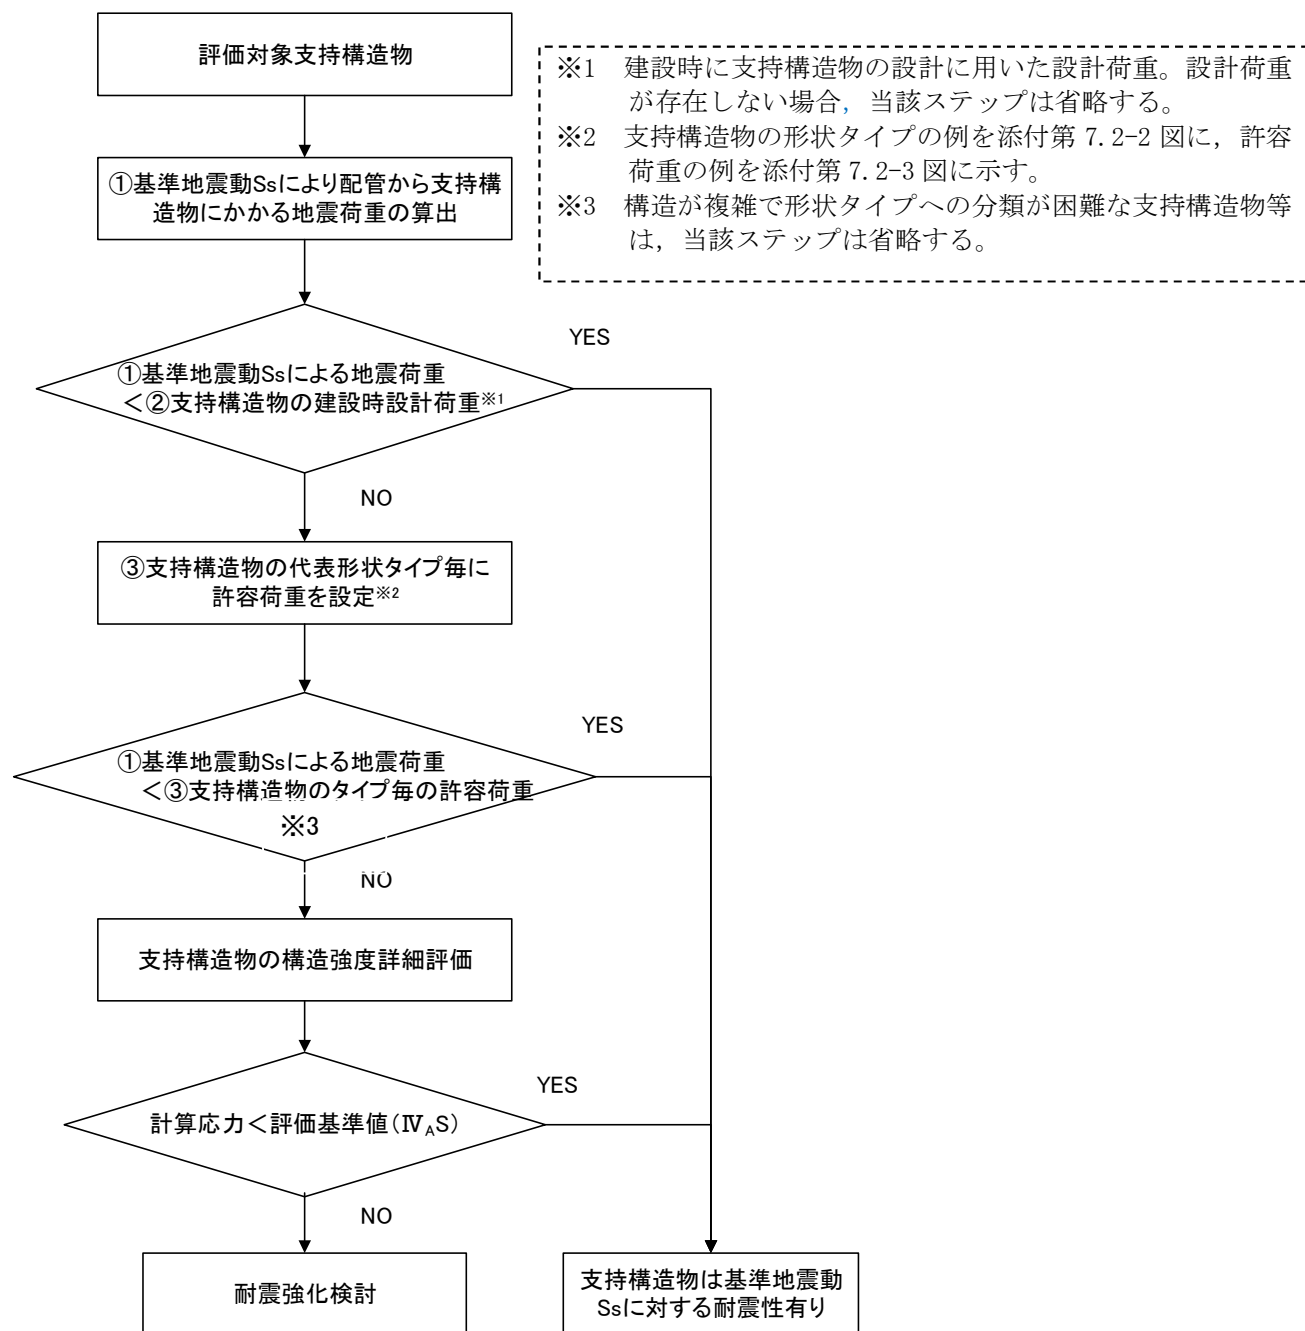 評価対象支持構造物
※1 建設時に支持構造物の設計に用いた設計荷重。設計荷重
が存在しない場合，当該ステップは省略する。
※2 支持構造物の形状タイプの例を添付第 7.2-2 図に，許容
荷重の例を添付第 7.2-3 図に示す。
※3 構造が複雑で形状タイプへの分類が困難な支持構造物等
は，当該ステップは省略する。
①基準地震動Ssにより配管から支持構
造物にかかる地震荷重の算出
YES
①基準地震動Ssによる地震荷重
＜②支持構造物の建設時設計荷重※1
NO
③支持構造物の代表形状タイプ毎に
許容荷重を設定※2
YES
①基準地震動Ssによる地震荷重
＜③支持構造物のタイプ毎の許容荷重
※3
NO
支持構造物の構造強度詳細評価
YES
計算応力＜評価基準値（ⅣAS）
NO
耐震強化検討
支持構造物は基準地震動
Ssに対する耐震性有り